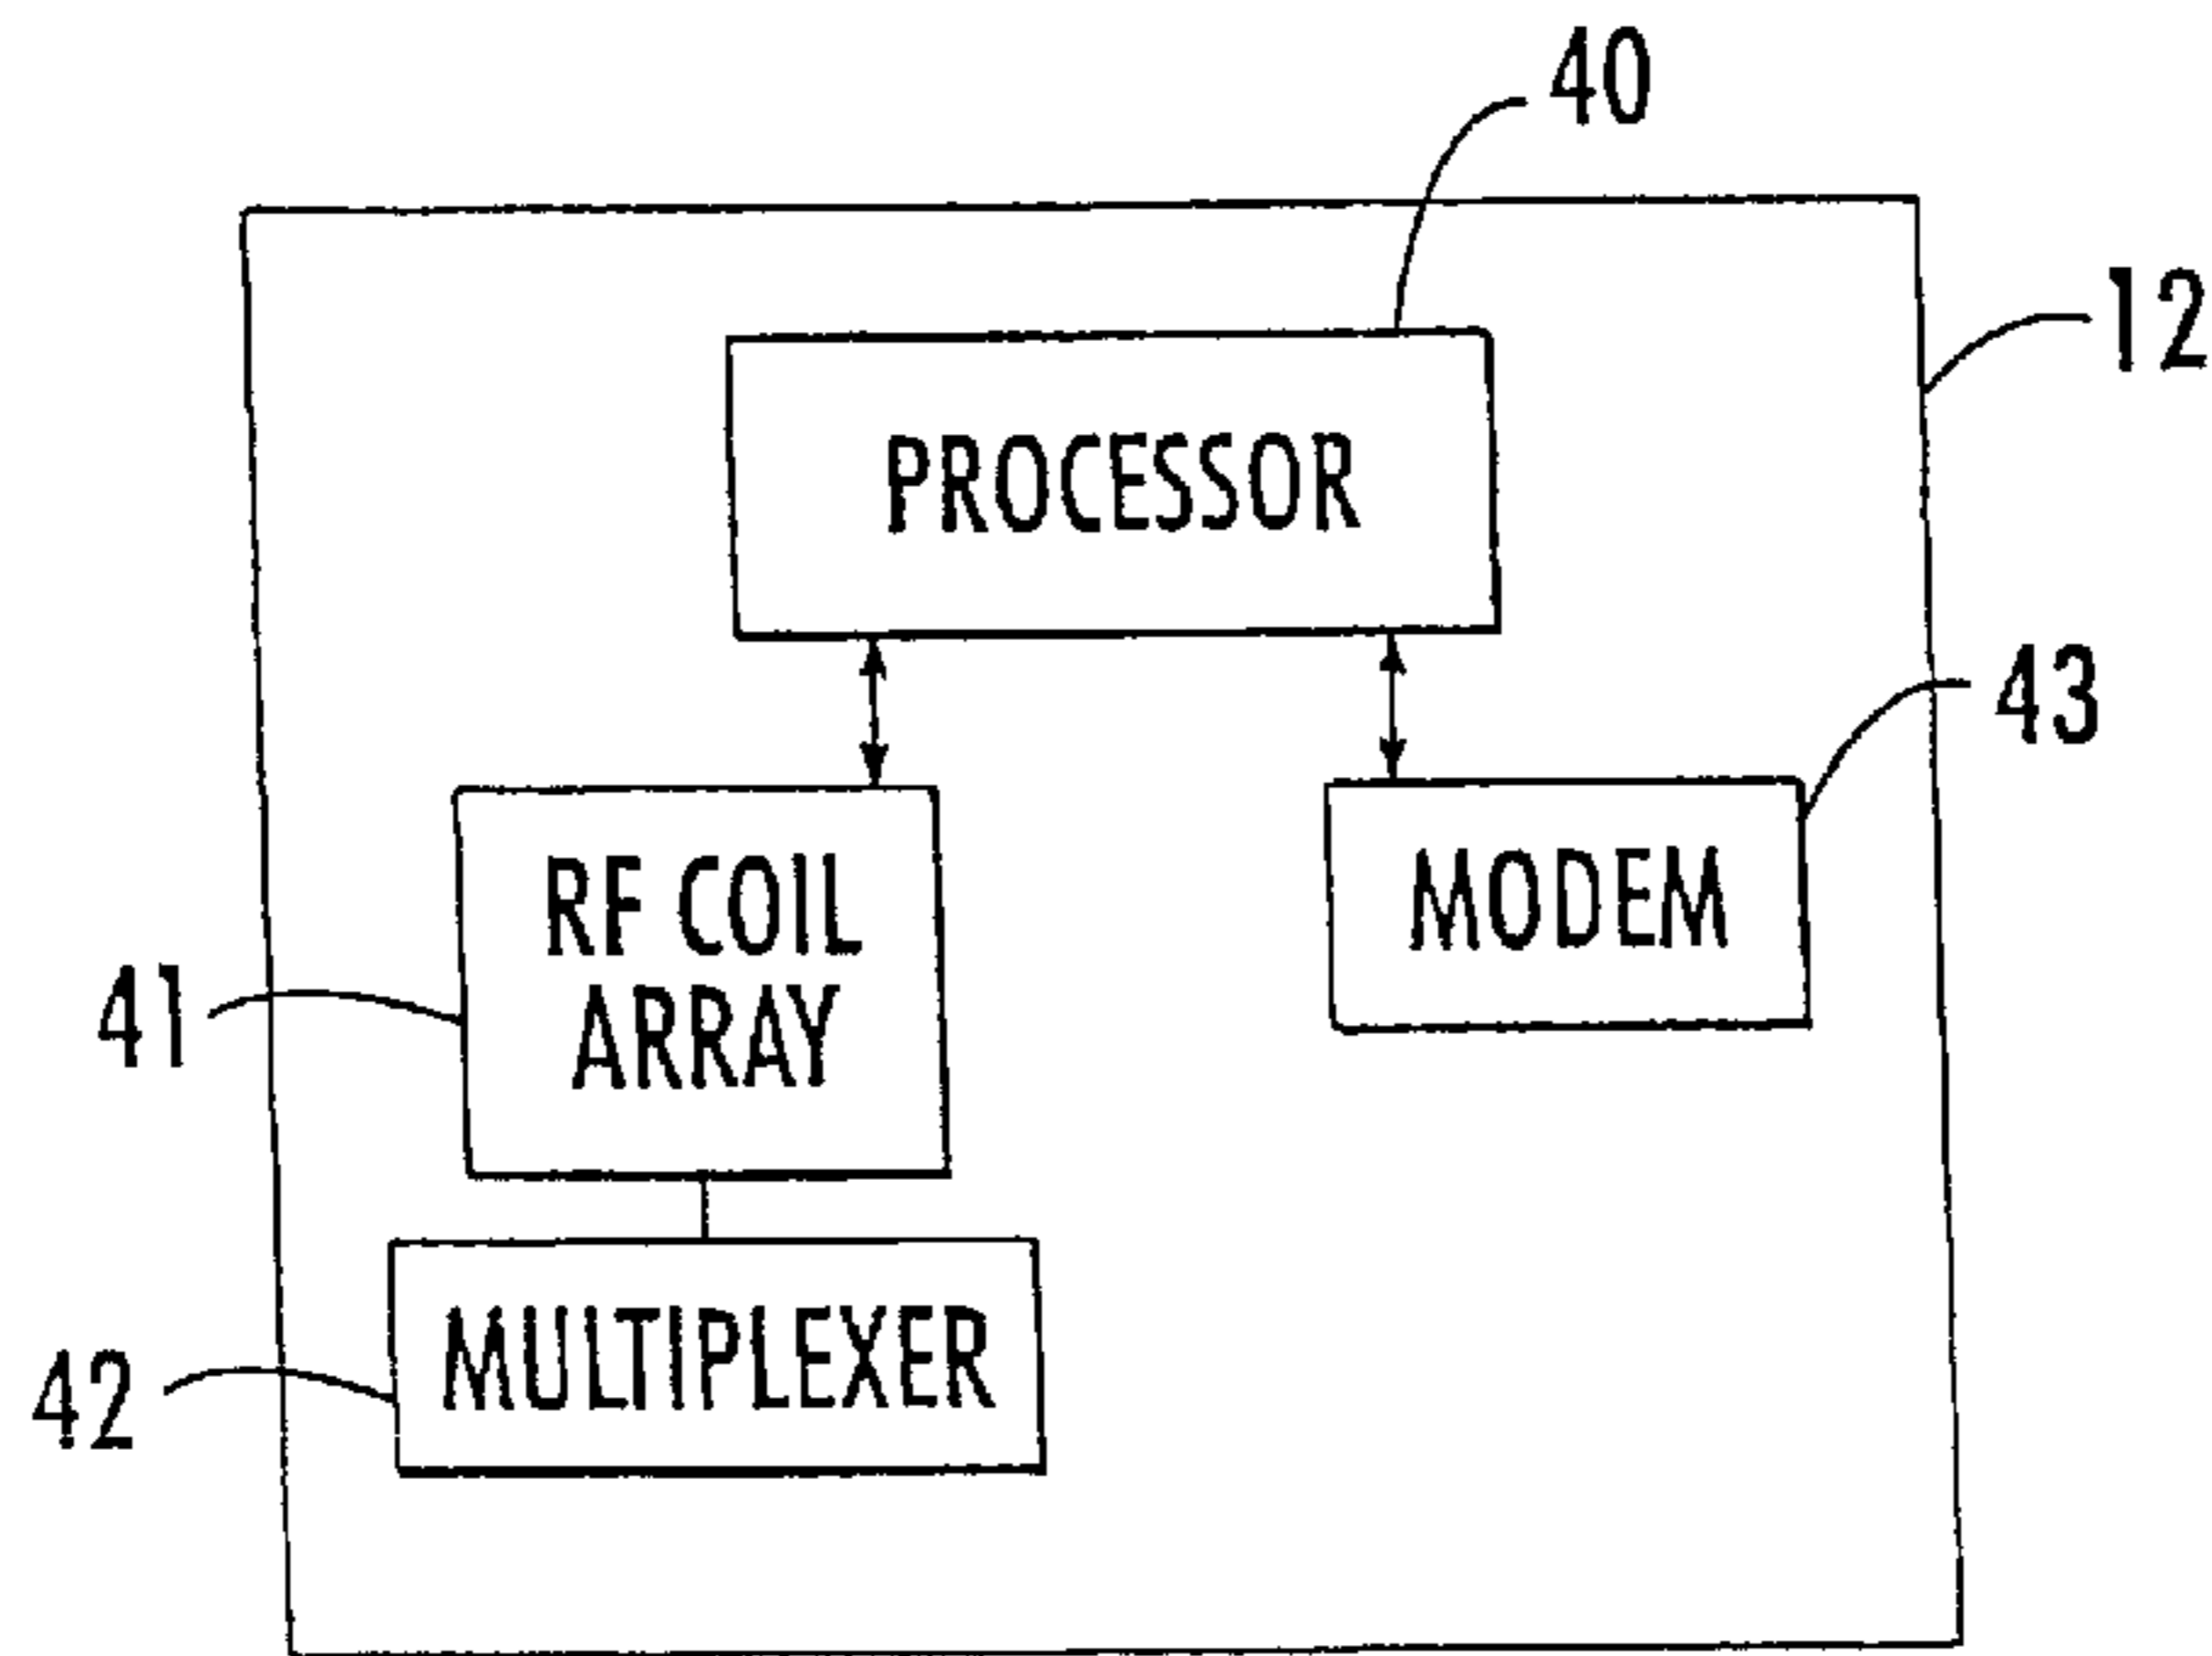 40
12
PROCESSOR
43
RF COIL
ARRAY
MODEM
41
MULTIPLEXER
42